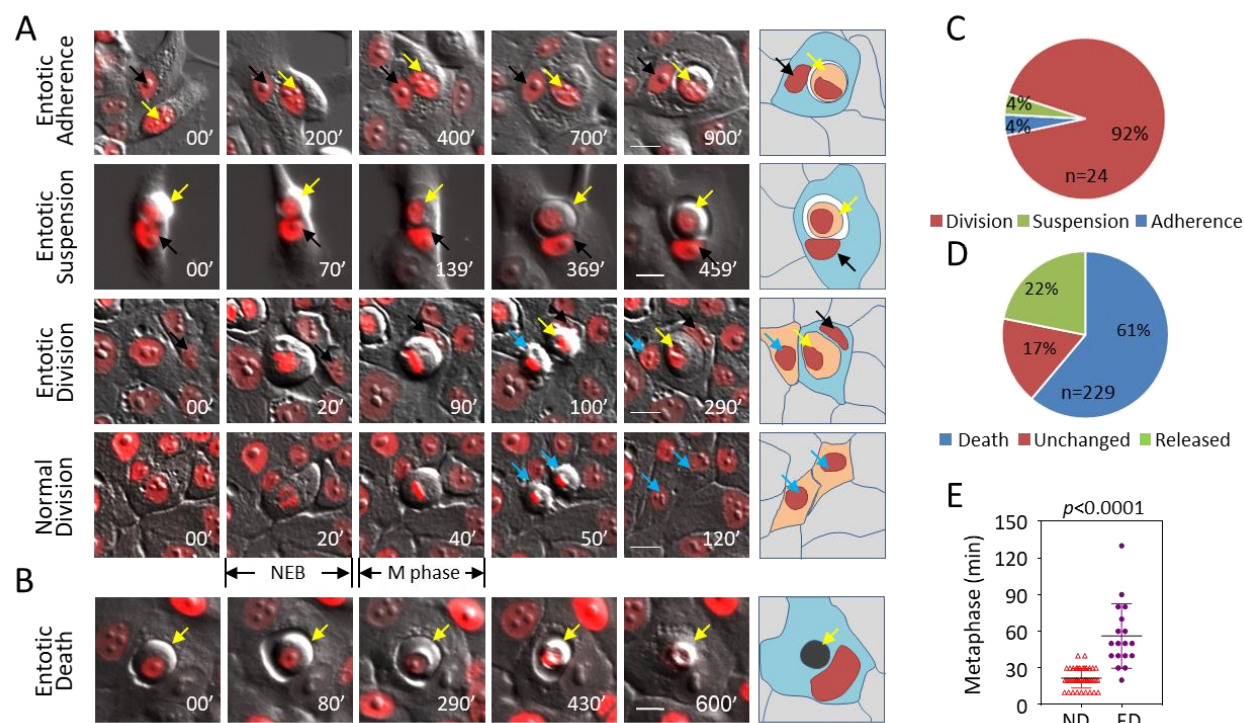 A
Entotic
Adherence
00’
200’
400’
700’
900’
Entotic
Suspension
00’
70’
139’
369’
459’
Entotic
Division
00’
20’
90’
100’
290’
Normal
Division
00’
20’
40’
50’
120’
NEB
M phase
B
Entotic
Death
00’
80’
290’
430’
600’
C
4%
4%
92%
n=24
Division Suspension Adherence
D
22%
61%
17%
n=229
Death Unchanged Released
E
p<0.0001
Metaphase (min)
150
120
90
60
30
0
ND ED